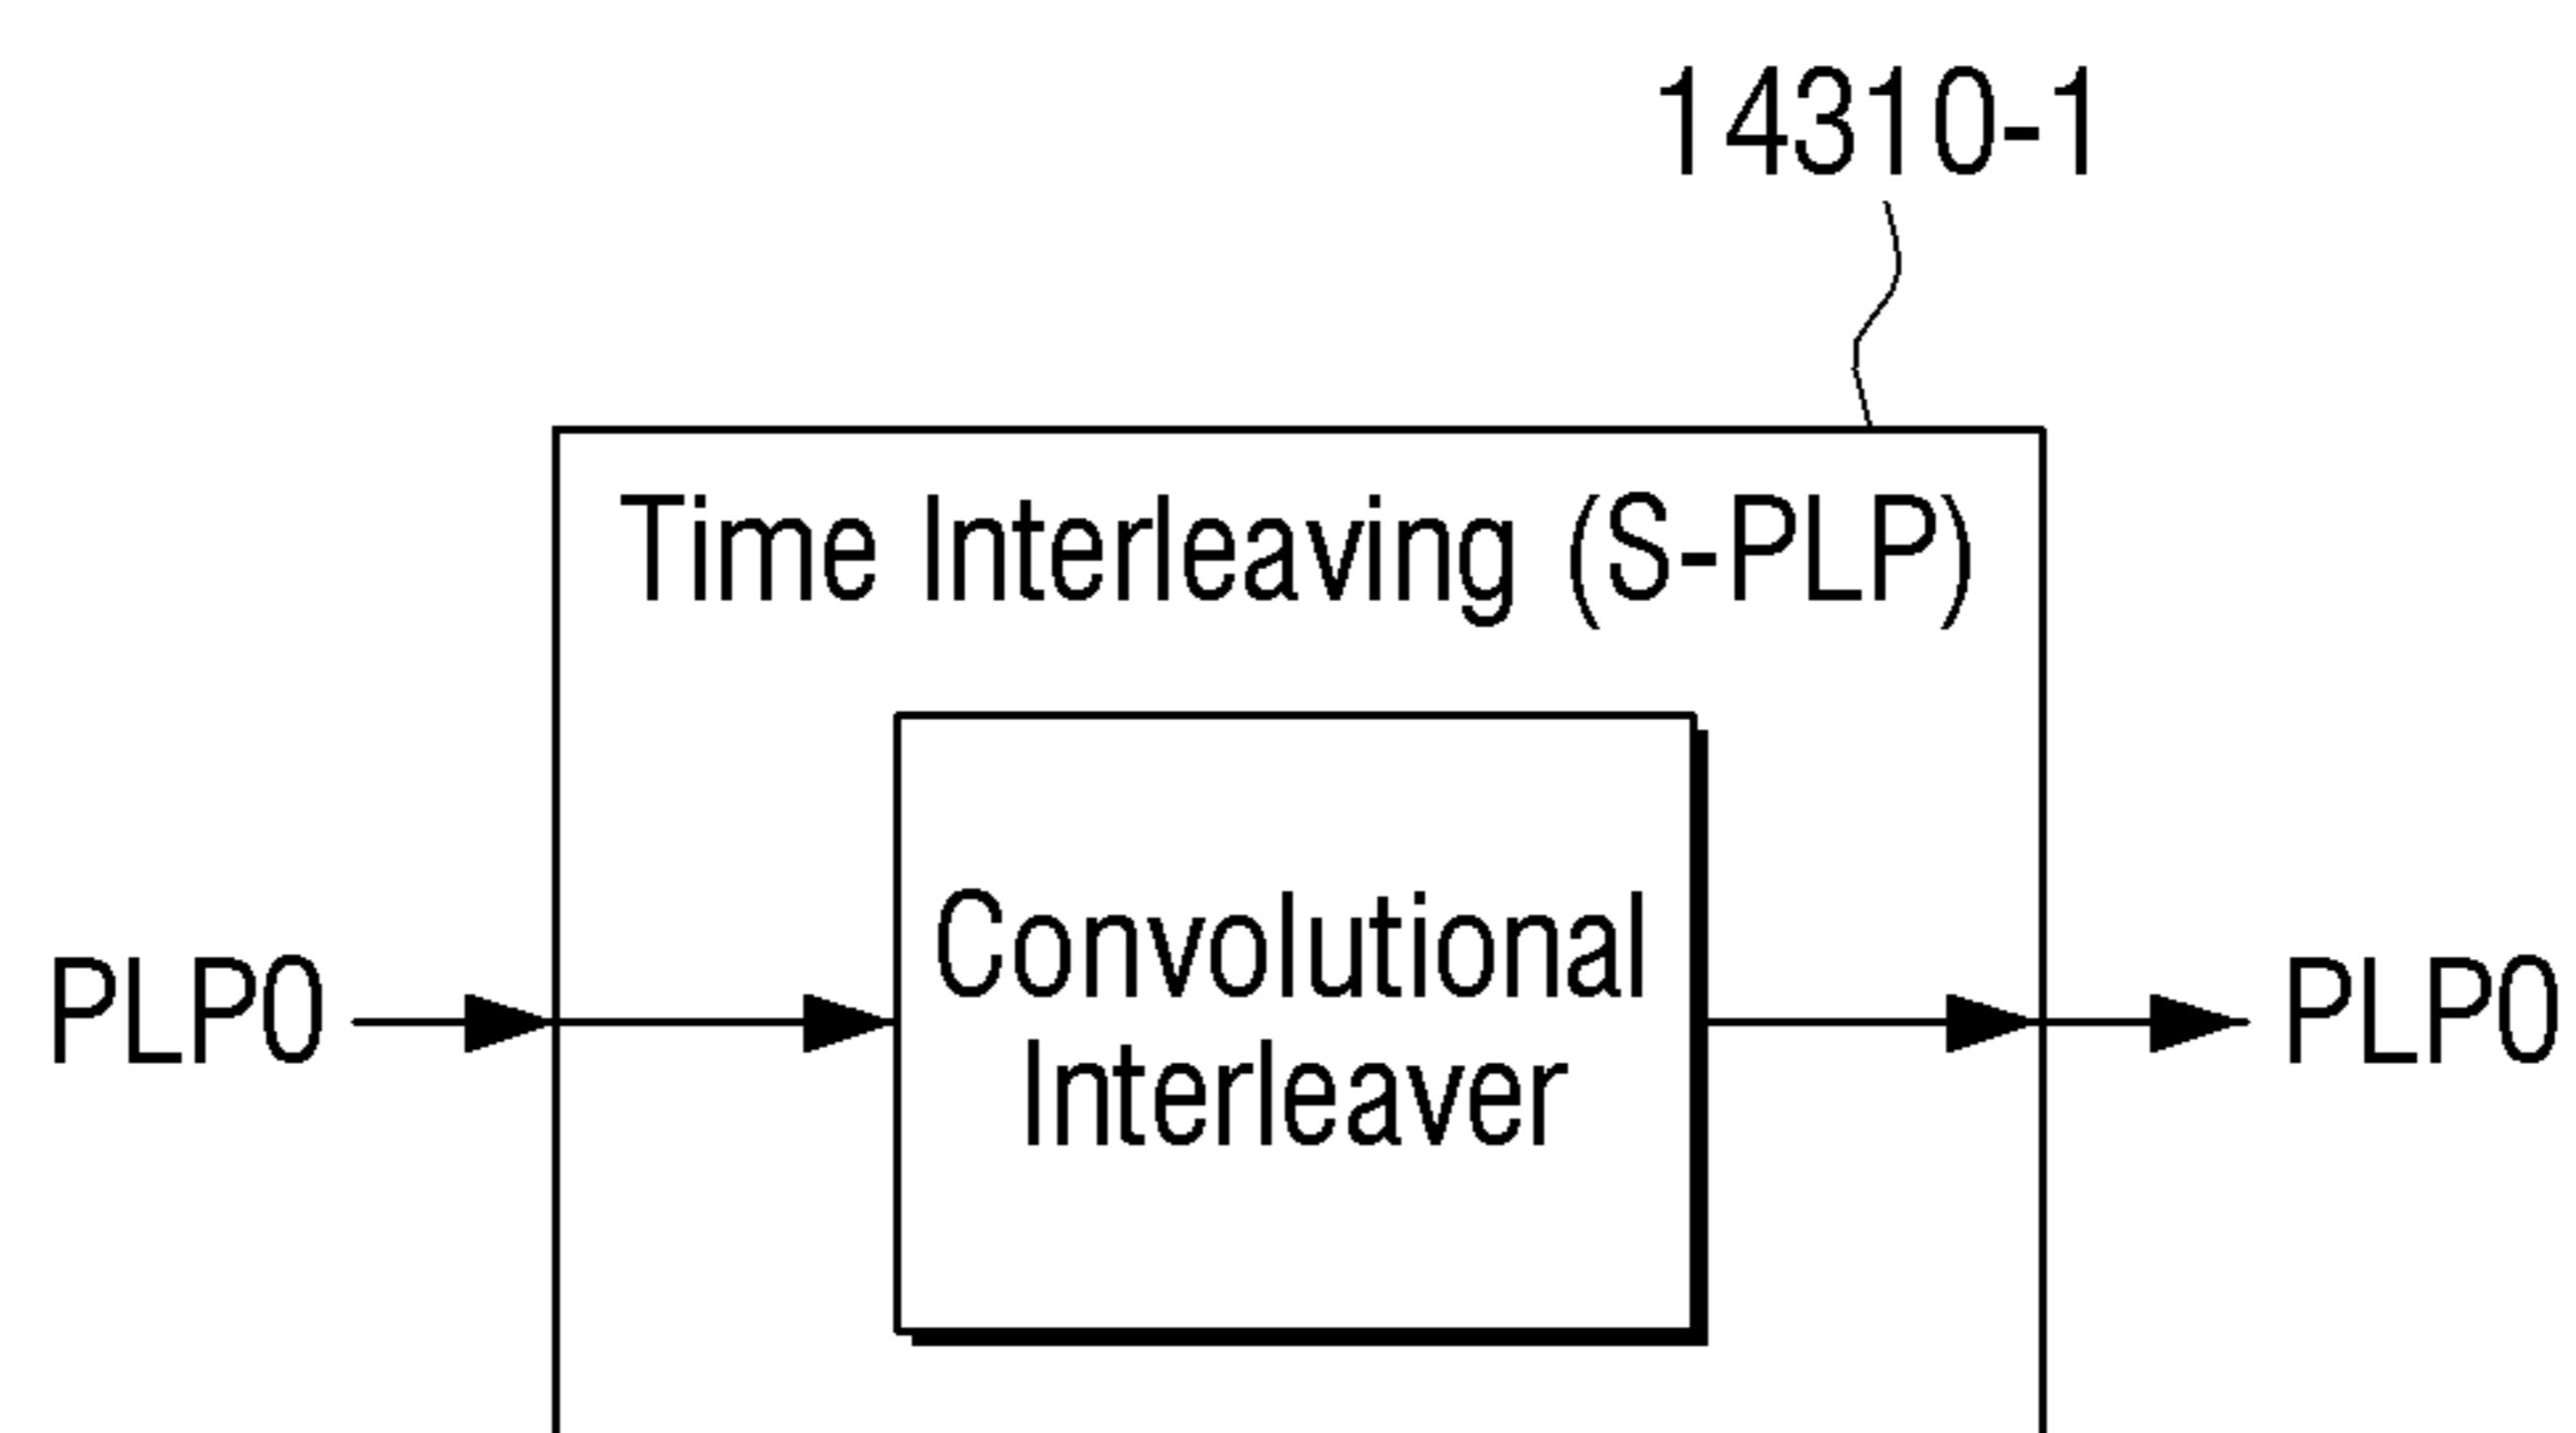 14310-1
Time Interleaving (S-PLP)
Convolutional
Interleaver
PLP0
PLP0